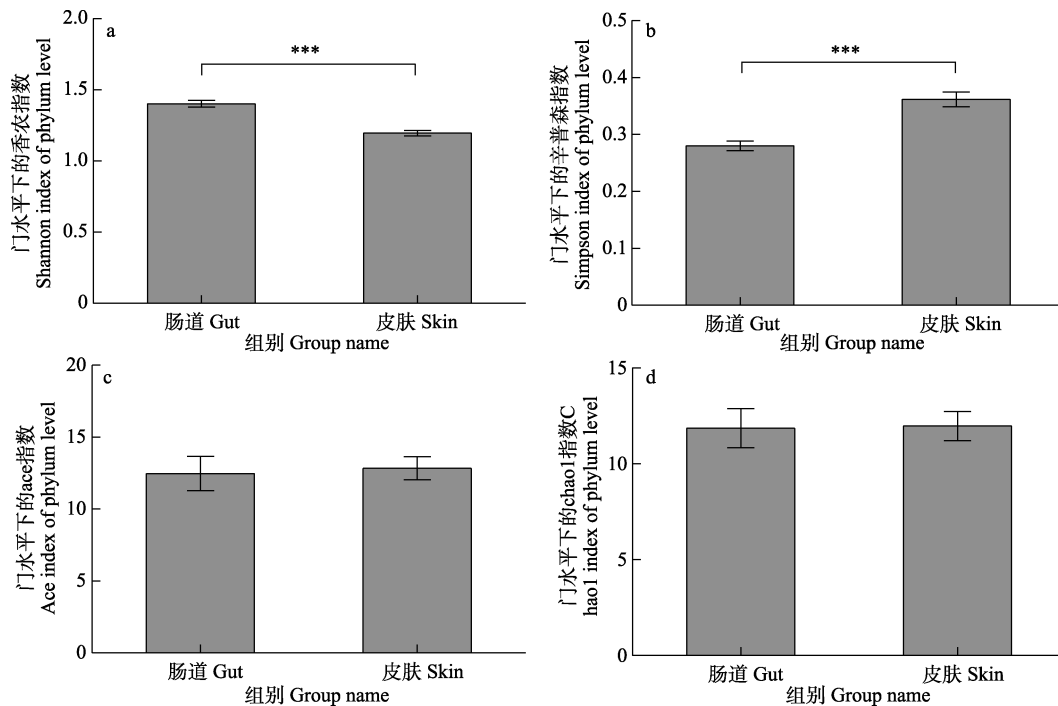 a
***
门水平下的香农指数
Shannon index of phylum level
2.0
1.5
1.0
0.5
0
肠道 Gut
皮肤 Skin
组别 Group name
b
***
门水平下的辛普森指数
Simpson index of phylum level
0.5
0.4
0.3
0.2
0.1
0
肠道 Gut
皮肤 Skin
组别 Group name
c
门水平下的ace指数
Ace index of phylum level
20
15
10
5
0
肠道 Gut
皮肤 Skin
组别 Group name
d
门水平下的chao1指数C
hao1 index of phylum level
15
10
5
0
肠道 Gut
皮肤 Skin
组别 Group name